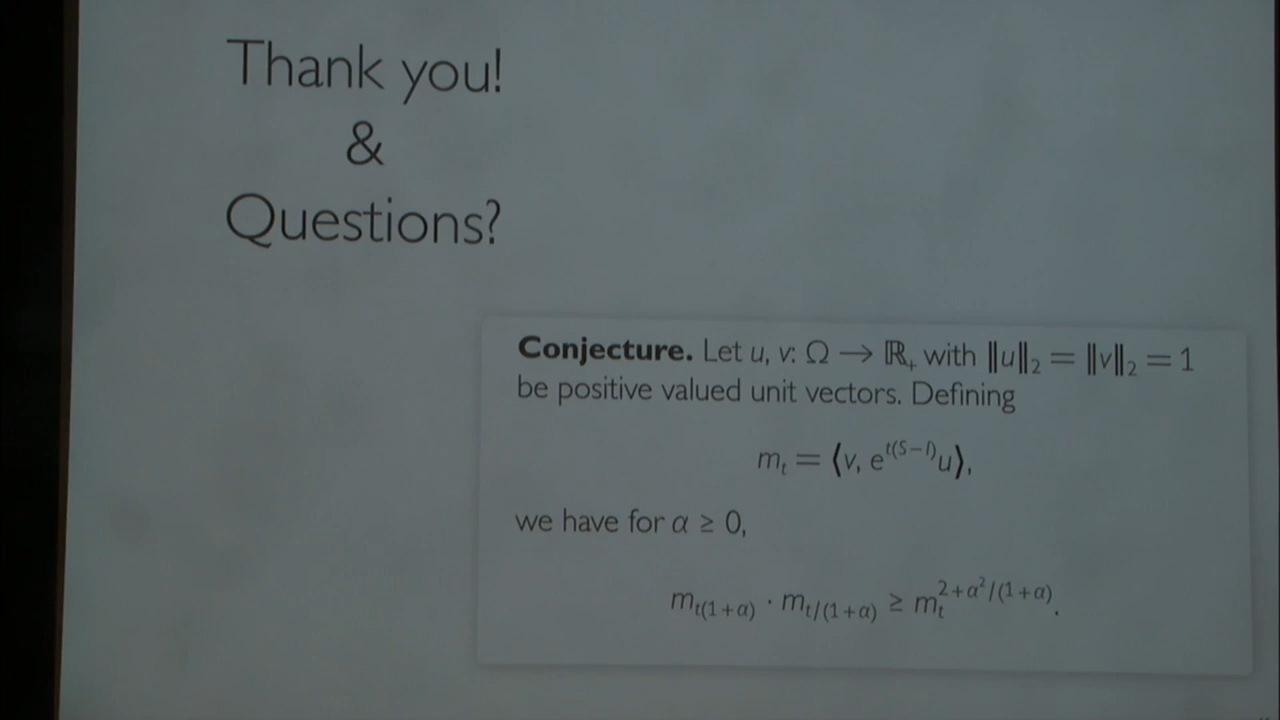 Thank you!
&
Questions?
Conjecture. Let u, v: Ω → ℝ₊ with ‖u‖₂ = ‖v‖₂ = 1
be positive valued unit vectors. Defining
m_t = ⟨v, e^{t(S−I)}u⟩,
we have for α ≥ 0,
m_{t(1+α)} · m_{t/(1+α)} ≥ m_t^{2+α²/(1+α)}.